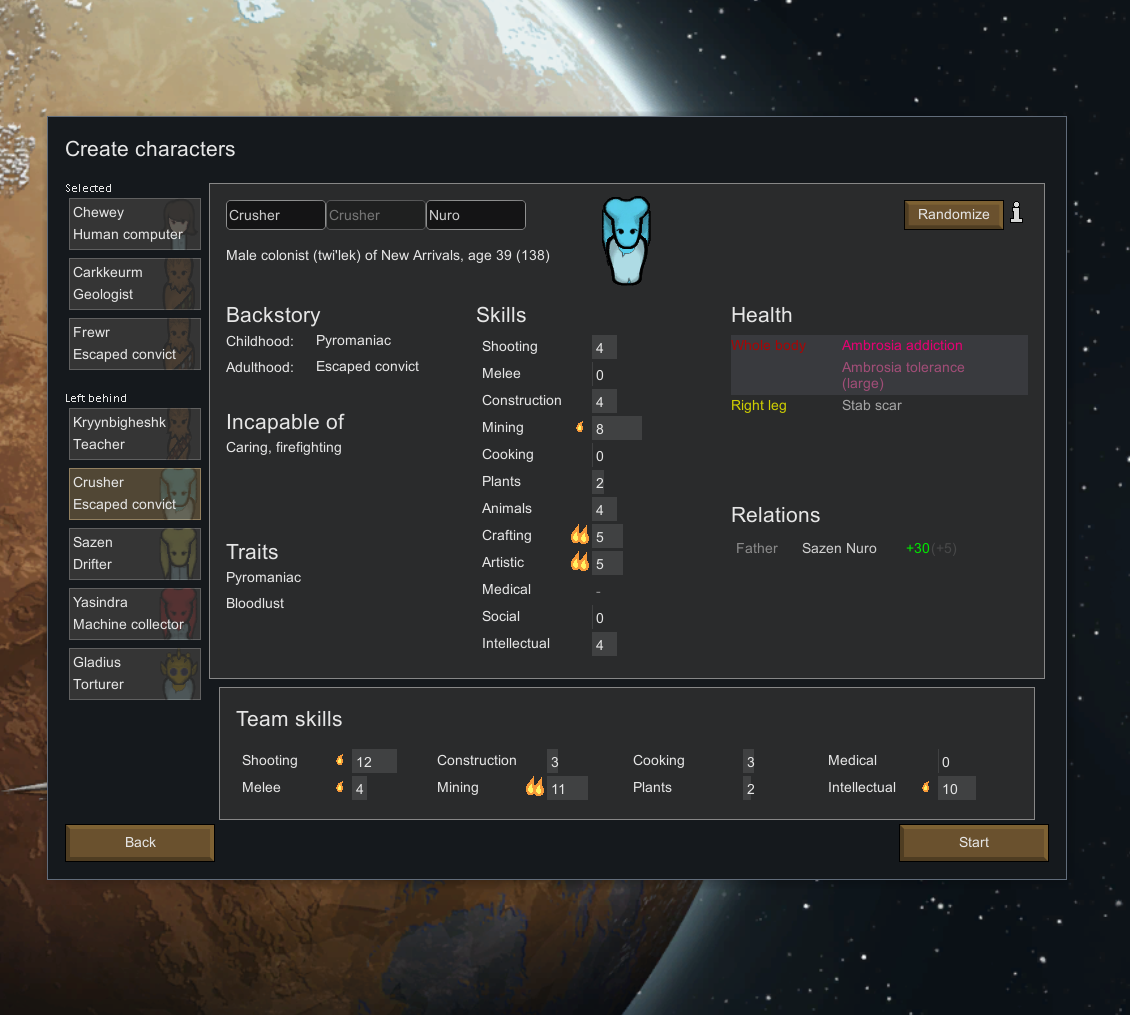 Create characters
Selected
Chewey
Human computer
Carkkeurm
Geologist
Frewr
Escaped convict
Left behind
Kryynbigheshk
Teacher
Crusher
Escaped convict
Sazen
Drifter
Yasindra
Machine collector
Gladius
Torturer
Crusher Crusher Nuro
Randomize
Male colonist (twi'lek) of New Arrivals, age 39 (138)
Backstory
Childhood: Pyromaniac
Adulthood: Escaped convict
Incapable of
Caring, firefighting
Traits
Pyromaniac
Bloodlust
Skills
Shooting 4
Melee 0
Construction 4
Mining 8
Cooking 0
Plants 2
Animals 4
Crafting 5
Artistic 5
Medical -
Social 0
Intellectual 4
Health
Whole body Ambrosia addiction
Ambrosia tolerance
(large)
Right leg Stab scar
Relations
Father Sazen Nuro +30(+5)
Team skills
Shooting 12 Construction 3 Cooking 3 Medical 0
Melee 4 Mining 11 Plants 2 Intellectual 10
Back Start